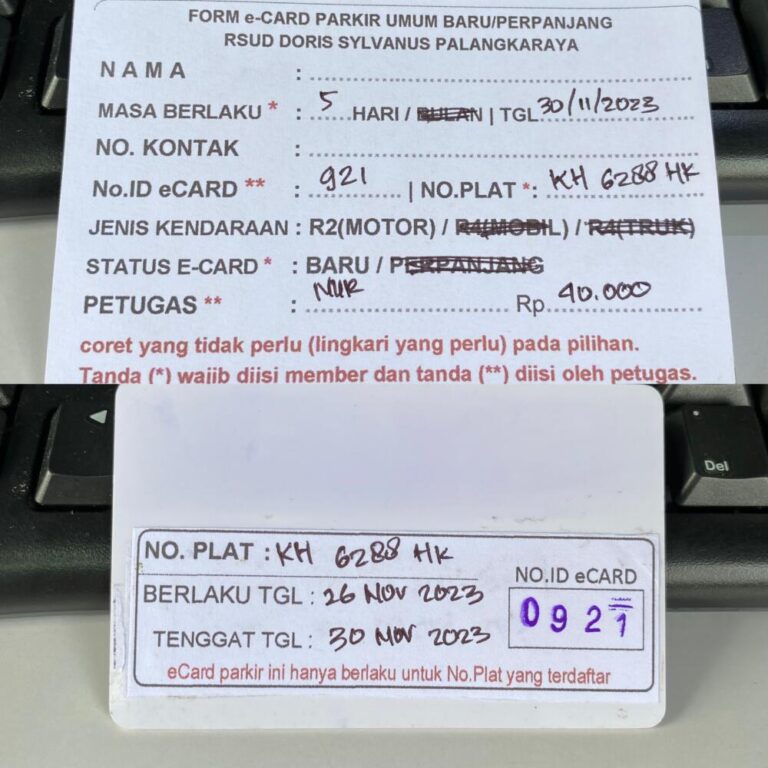 FORM e-CARD PARKIR UMUM BARU/PERPANJANG
RSUD DORIS SYLVANUS PALANGKARAYA
N A M A :
MASA BERLAKU * : 5 HARI / BULAN | TGL 30/11/2023
NO. KONTAK :
No.ID eCARD ** : 921 | NO.PLAT *: KH 6288 HK
JENIS KENDARAAN : R2(MOTOR) / R4(MOBIL) / R4(TRUK)
STATUS E-CARD * : BARU / PERPANJANG
PETUGAS ** : NUR Rp. 40.000
coret yang tidak perlu (lingkari yang perlu) pada pilihan.
Tanda (*) wajib diisi member dan tanda (**) diisi oleh petugas.
Del
NO. PLAT : KH 6288 HK
BERLAKU TGL : 26 NOV 2023
TENGGAT TGL : 30 NOV 2023
NO.ID eCARD
0921
eCard parkir ini hanya berlaku untuk No.Plat yang terdaftar